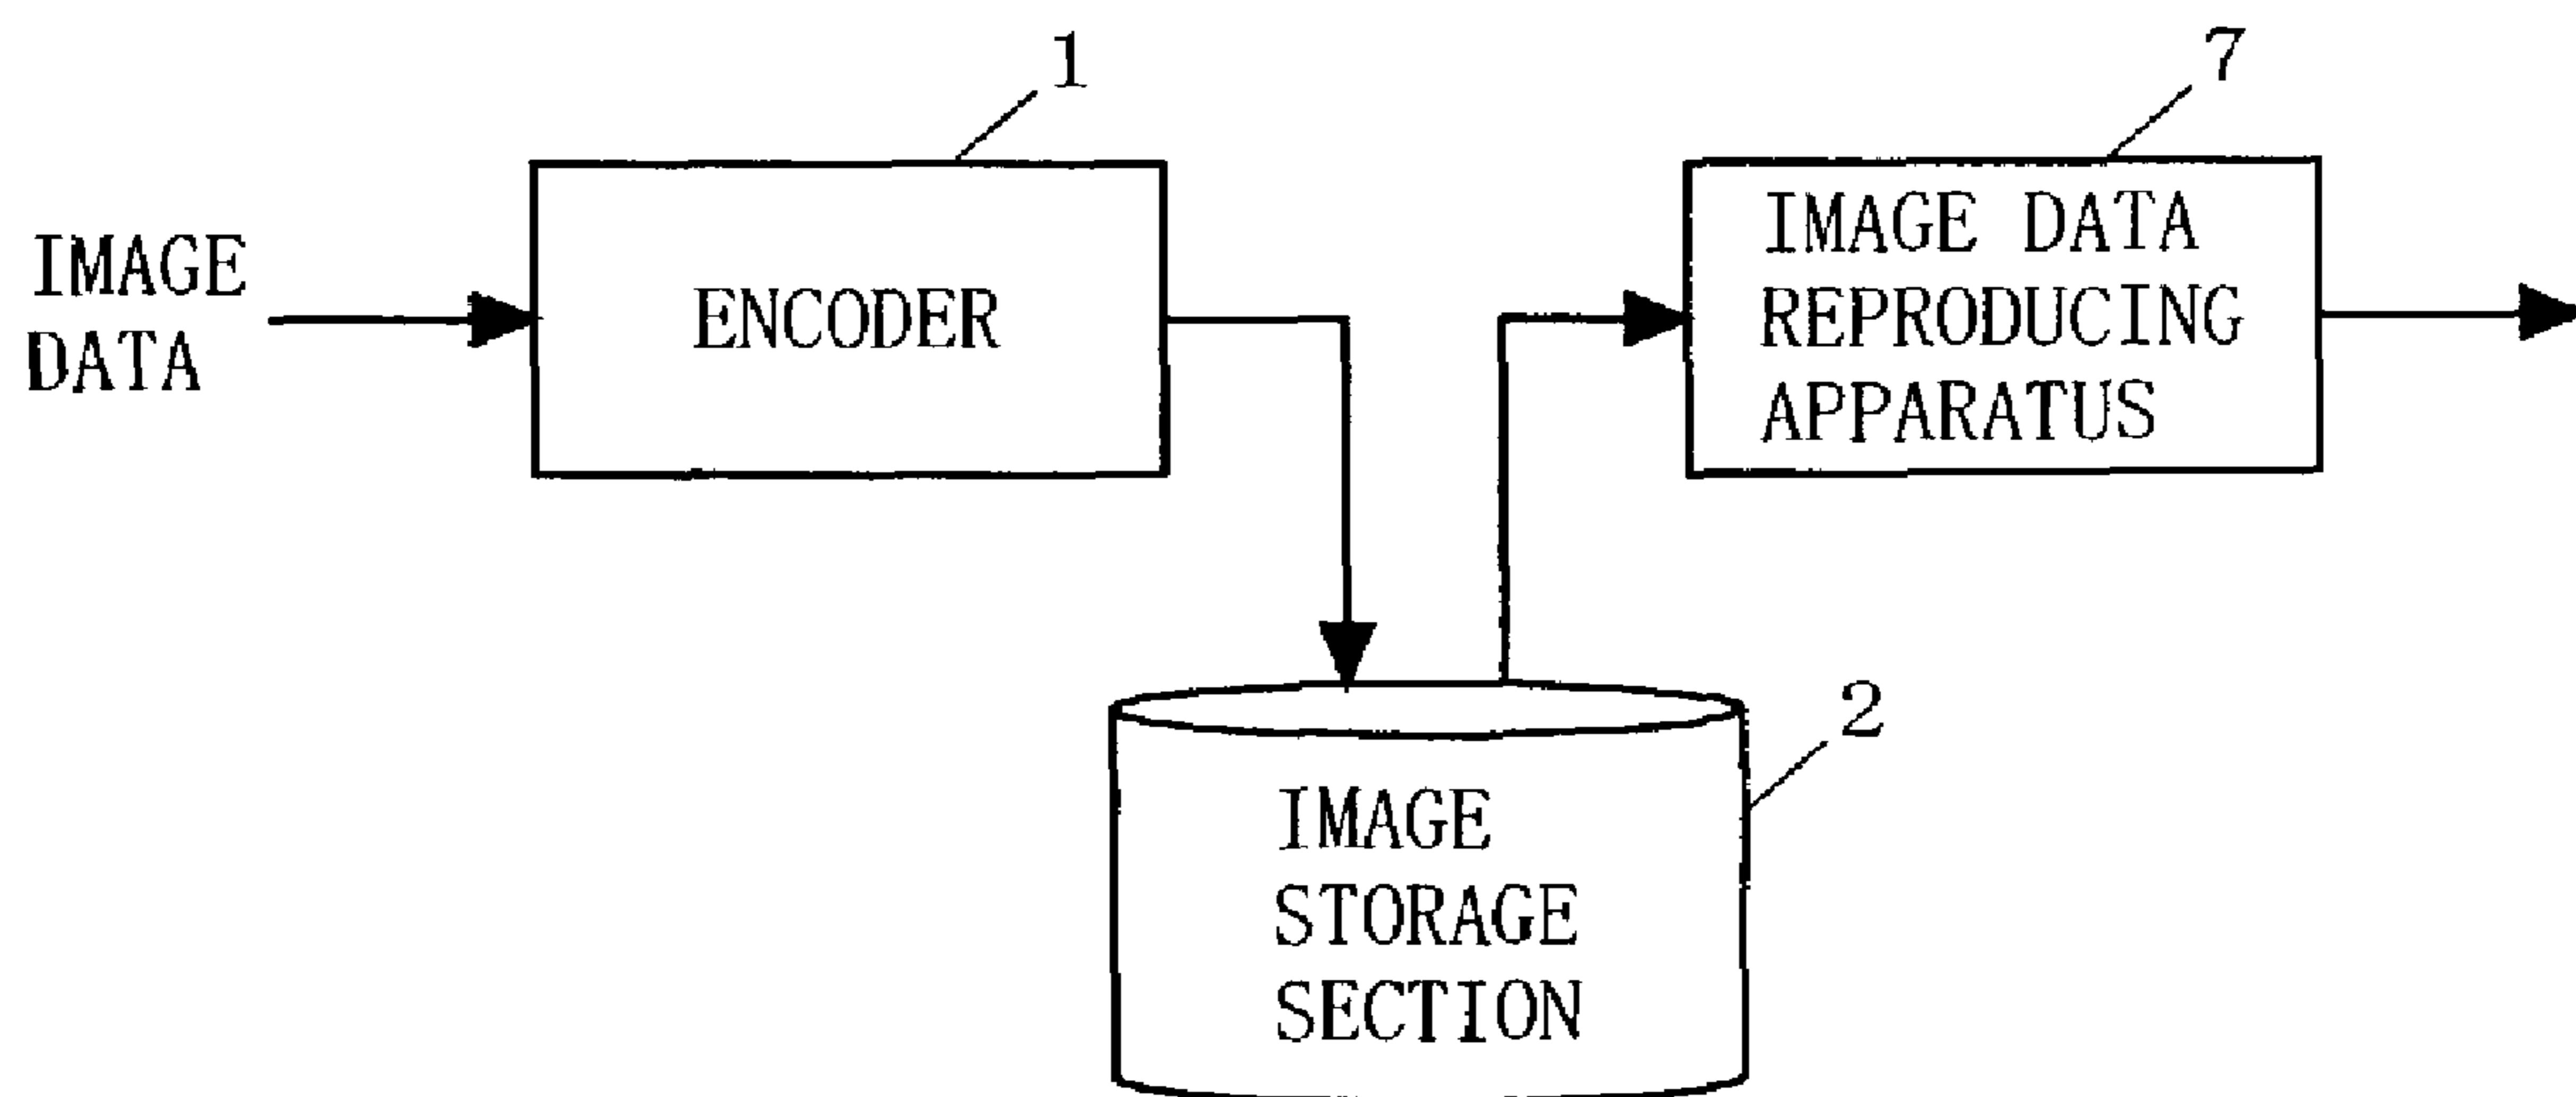 1
7
IMAGE
DATA
ENCODER
IMAGE DATA
REPRODUCING
APPARATUS
2
IMAGE
STORAGE
SECTION